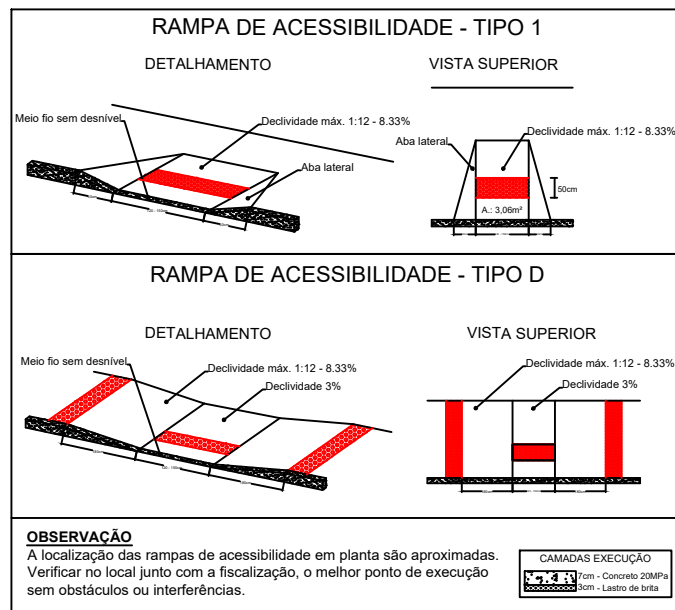 RAMPA DE ACESSIBILIDADE - TIPO 1
DETALHAMENTO
VISTA SUPERIOR
Meio fio sem desnível
Declividade máx. 1:12 - 8.33%
Aba lateral
Declividade máx. 1:12 - 8.33%
Aba lateral
50cm
A.: 3,06m²
RAMPA DE ACESSIBILIDADE - TIPO D
DETALHAMENTO
VISTA SUPERIOR
Meio fio sem desnível
Declividade máx. 1:12 - 8.33%
Declividade 3%
Declividade máx. 1:12 - 8.33%
Declividade 3%
OBSERVAÇÃO
A localização das rampas de acessibilidade em planta são aproximadas.
Verificar no local junto com a fiscalização, o melhor ponto de execução
sem obstáculos ou interferências.
CAMADAS EXECUÇÃO
7cm - Concreto 20MPa
3cm - Lastro de brita